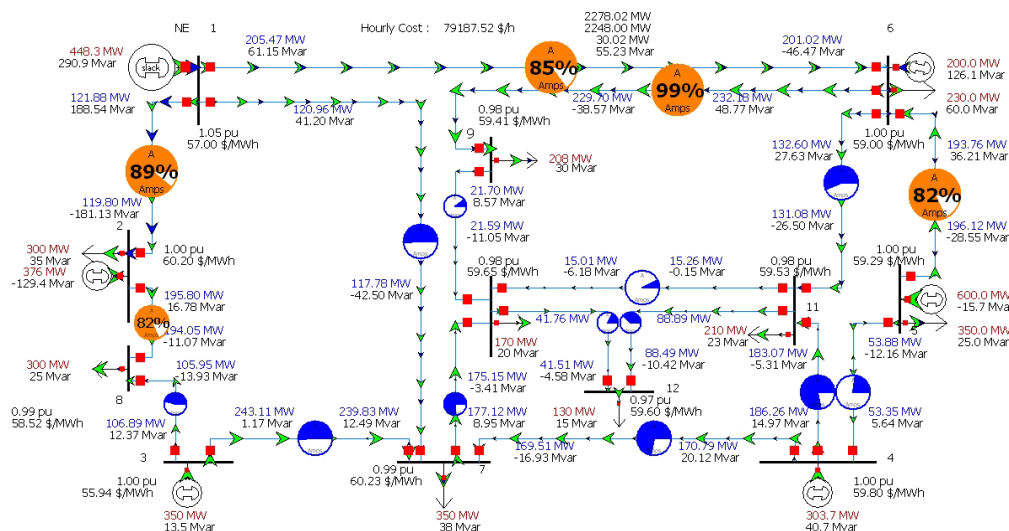 NE 1
Hourly Cost : 79187.52 $/h
2278.02 MW
2248.00 MW
30.02 MW
55.23 Mvar
6
448.3 MW
290.9 Mvar
slack
205.47 MW
61.15 Mvar
A
85%
Amps
A
99%
Amps
201.02 MW
-46.47 Mvar
200.0 MW
126.1 Mvar
121.88 MW
188.54 Mvar
120.96 MW
41.20 Mvar
0.98 pu
59.41 $/MWh
229.70 MW
-38.57 Mvar
232.18 MW
48.77 Mvar
230.0 MW
60.0 Mvar
1.05 pu
57.00 $/MWh
9
1.00 pu
59.00 $/MWh
132.60 MW
27.63 Mvar
193.76 MW
36.21 Mvar
A
89%
Amps
208 MW
30 Mvar
A
82%
Amps
119.80 MW
-181.13 Mvar
21.70 MW
8.57 Mvar
131.08 MW
-26.50 Mvar
196.12 MW
-28.55 Mvar
2
300 MW
35 Mvar
376 MW
-129.4 Mvar
1.00 pu
60.20 $/MWh
21.59 MW
-11.05 Mvar
0.98 pu
59.65 $/MWh
15.01 MW
-6.18 Mvar
15.26 MW
-0.15 Mvar
0.98 pu
59.53 $/MWh
1.00 pu
59.29 $/MWh
195.80 MW
16.78 Mvar
117.78 MW
-42.50 Mvar
11
600.0 MW
-15.7 Mvar
82%
Amps
194.05 MW
-11.07 Mvar
41.76 MW
88.89 MW
210 MW
23 Mvar
5
350.0 MW
25.0 Mvar
300 MW
25 Mvar
105.95 MW
-13.93 Mvar
170 MW
20 Mvar
88.49 MW
-10.42 Mvar
183.07 MW
-5.31 Mvar
53.88 MW
-12.16 Mvar
8
41.51 MW
-4.58 Mvar
175.15 MW
-3.41 Mvar
12
0.99 pu
58.52 $/MWh
106.89 MW
12.37 Mvar
243.11 MW
1.17 Mvar
239.83 MW
12.49 Mvar
177.12 MW
8.95 Mvar
130 MW
15 Mvar
0.97 pu
59.60 $/MWh
186.26 MW
14.97 Mvar
53.35 MW
5.64 Mvar
169.51 MW
-16.93 Mvar
170.79 MW
20.12 Mvar
3
7
4
55.94 $/MWh
1.00 pu
0.99 pu
60.23 $/MWh
1.00 pu
59.80 $/MWh
350 MW
13.5 Mvar
350 MW
38 Mvar
303.7 MW
40.7 Mvar